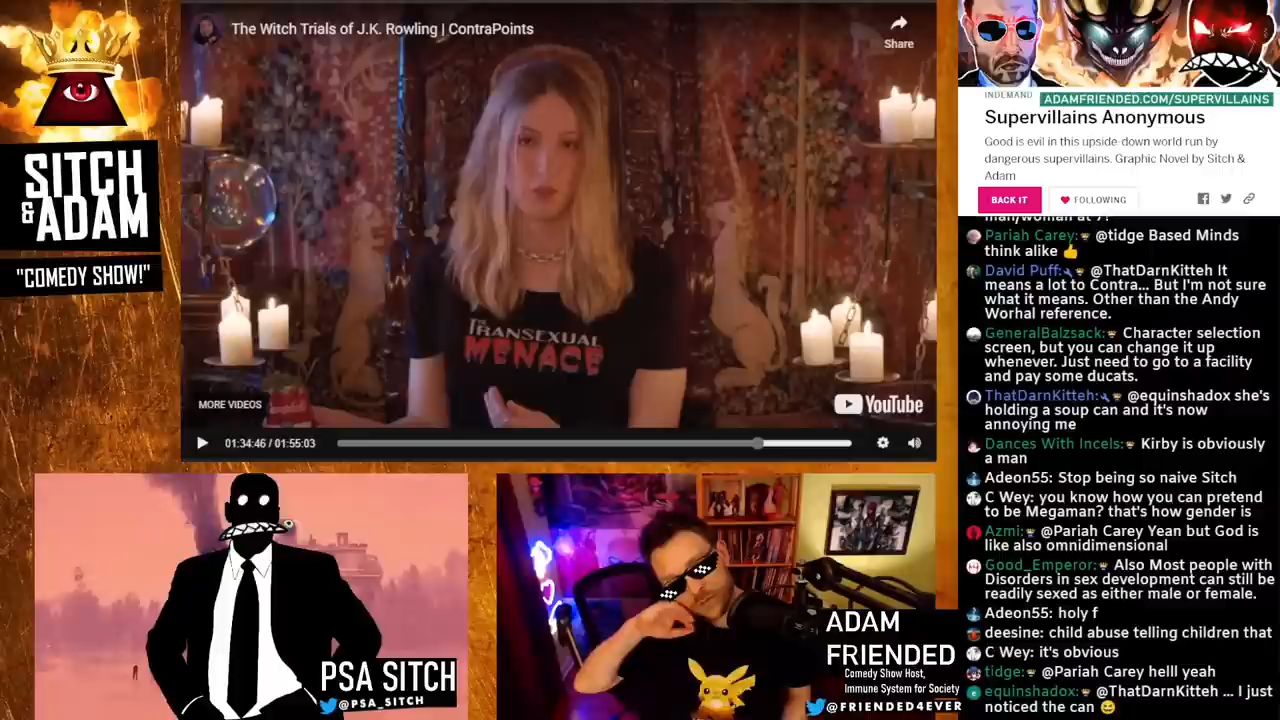 SITCH
& ADAM
"COMEDY SHOW!"
The Witch Trials of J.K. Rowling | ContraPoints
Share
THE
TRANSEXUAL
MENACE
MORE VIDEOS
YouTube
01:34:46 / 01:55:03
PSA SITCH
@PSA_SITCH
ADAM
FRIENDED
Comedy Show Host,
Immune System for Society
@FRIENDED4EVER
INDEMAND
ADAMFRIENDED.COM/SUPERVILLAINS
Supervillains Anonymous
Good is evil in this upside-down world run by
dangerous supervillains. Graphic Novel by Sitch &
Adam
BACK IT
FOLLOWING
man/woman at 7?
Pariah Carey: @tidge Based Minds
think alike 👍
David Puff: @ThatDarnKitteh It
means a lot to Contra... But I'm not sure
what it means. Other than the Andy
Worhal reference.
GeneralBalzsack: Character selection
screen, but you can change it up
whenever. Just need to go to a facility
and pay some ducats.
ThatDarnKitteh: @equinshadox she's
holding a soup can and it's now
annoying me
Dances With Incels: Kirby is obviously
a man
Adeon55: Stop being so naive Sitch
C Wey: you know how you can pretend
to be Megaman? that's how gender is
Azmi: @Pariah Carey Yean but God is
like also omnidimensional
Good_Emperor: Also Most people with
Disorders in sex development can still be
readily sexed as either male or female.
Adeon55: holy f
deesine: child abuse telling children that
C Wey: it's obvious
tidge: @Pariah Carey helll yeah
equinshadox: @ThatDarnKitteh ... I just
noticed the can 😆